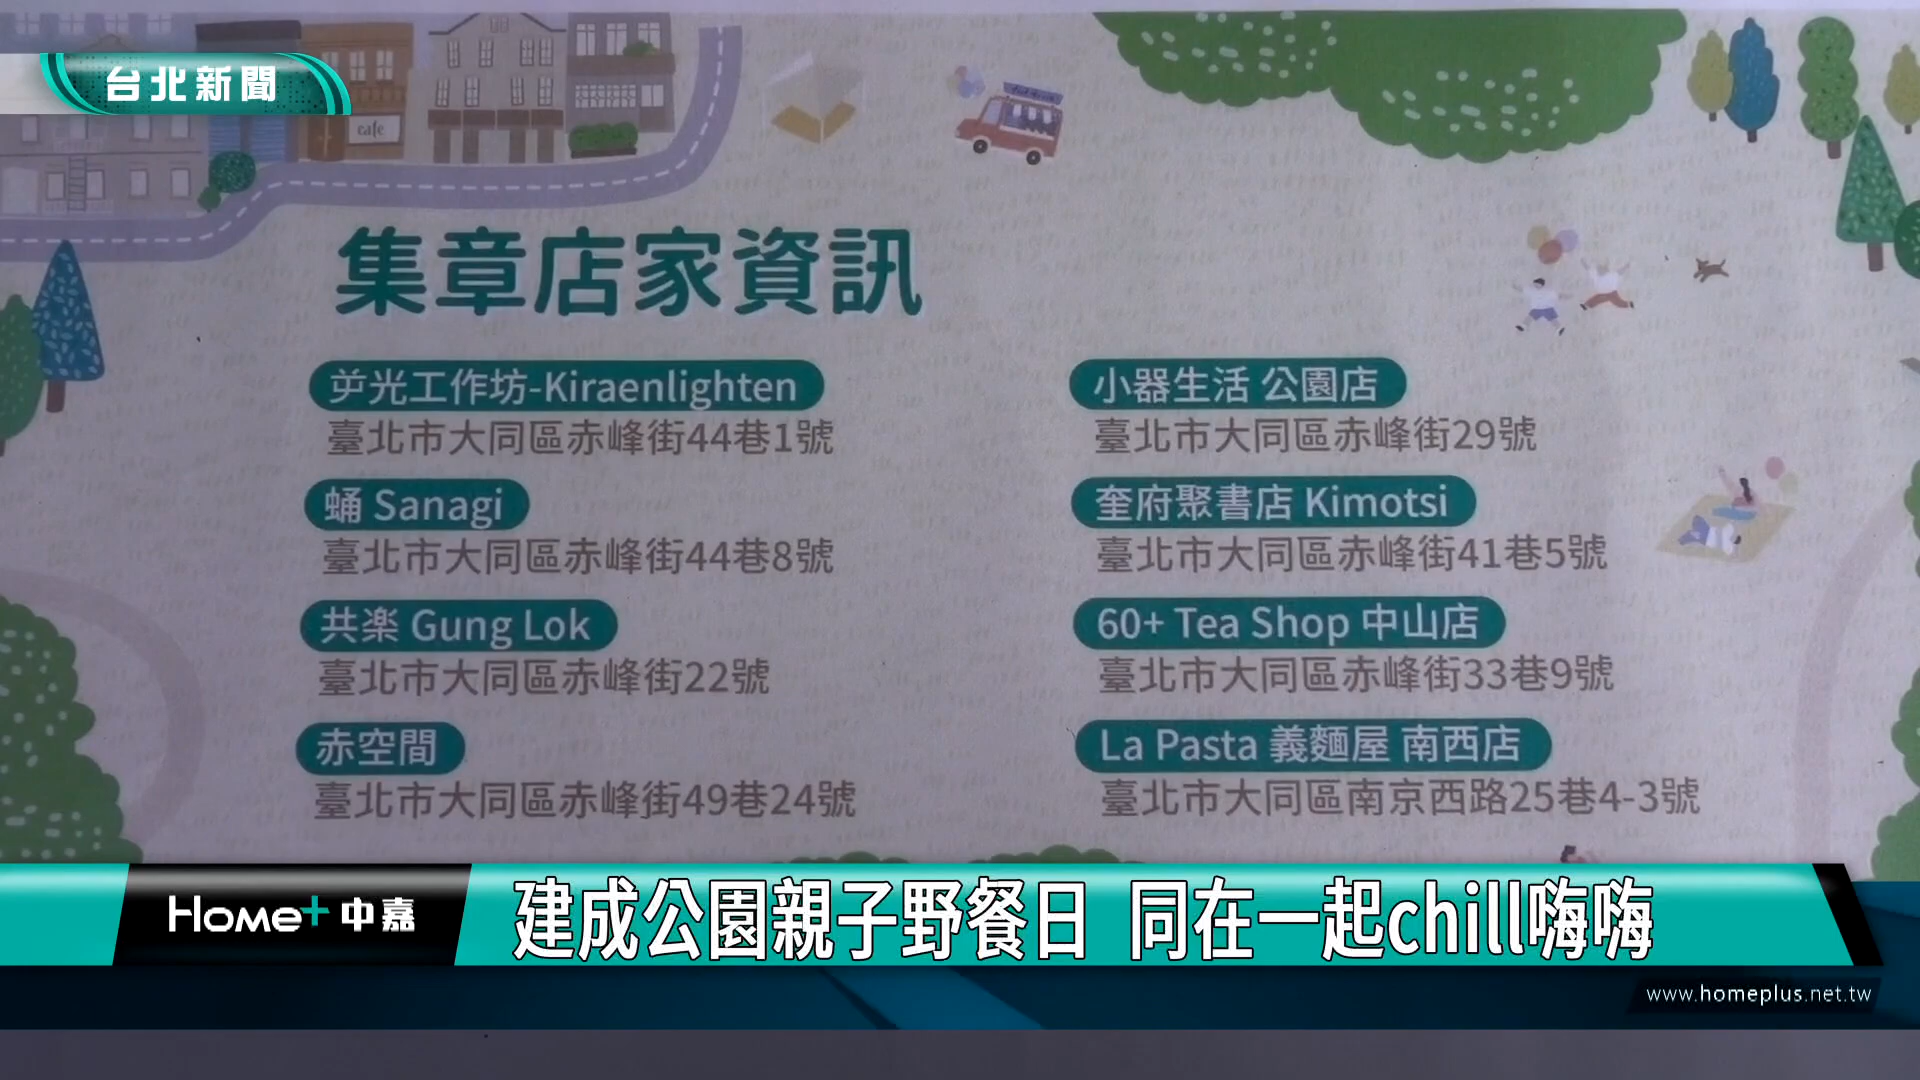 台北新聞
cafe
集章店家資訊
屰光工作坊-Kiraenlighten
臺北市大同區赤峰街44巷1號
蛹 Sanagi
臺北市大同區赤峰街44巷8號
共楽 Gung Lok
臺北市大同區赤峰街22號
赤空間
臺北市大同區赤峰街49巷24號
小器生活 公園店
臺北市大同區赤峰街29號
奎府聚書店 Kimotsi
臺北市大同區赤峰街41巷5號
60+ Tea Shop 中山店
臺北市大同區赤峰街33巷9號
La Pasta 義麵屋 南西店
臺北市大同區南京西路25巷4-3號
Home+ 中嘉
建成公園親子野餐日 同在一起chill嗨嗨
www.homeplus.net.tw